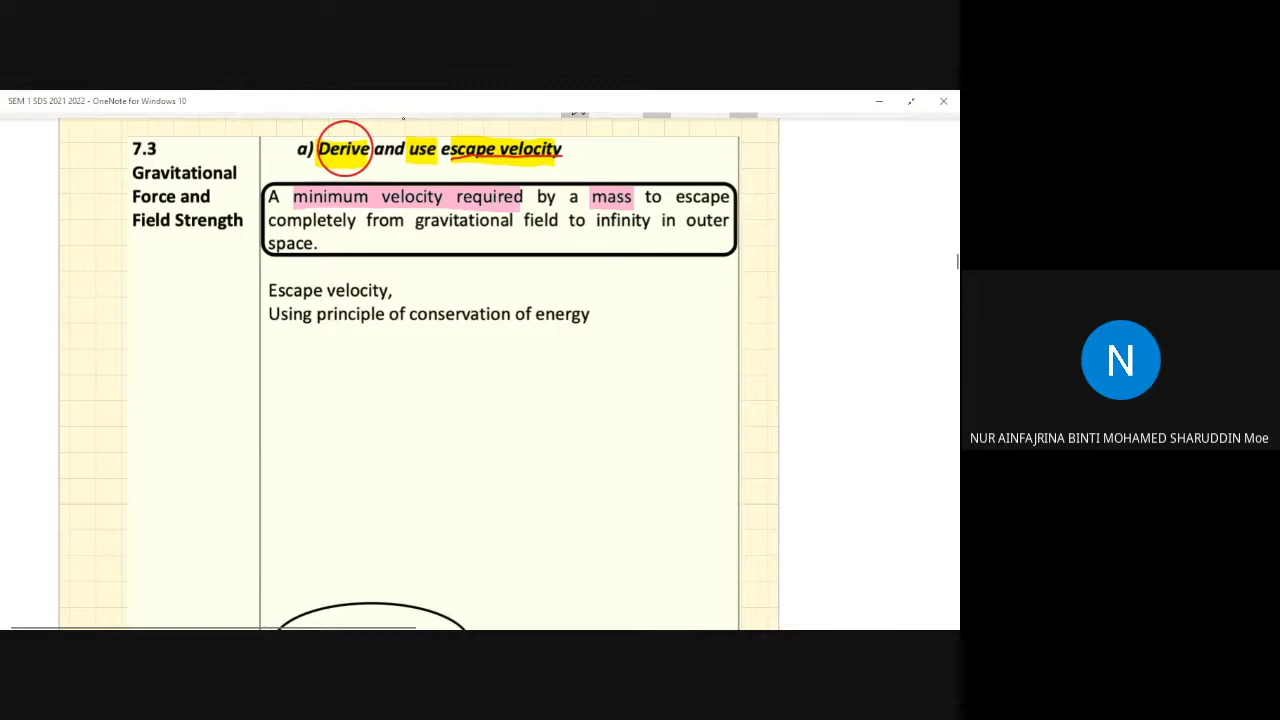 SEM 1 SDS 2021 2022 - OneNote for Windows 10
7.3
Gravitational
Force and
Field Strength
a) Derive and use escape velocity
A minimum velocity required by a mass to escape
completely from gravitational field to infinity in outer
space.
Escape velocity,
Using principle of conservation of energy
N
NUR AINFAJRINA BINTI MOHAMED SHARUDDIN Moe